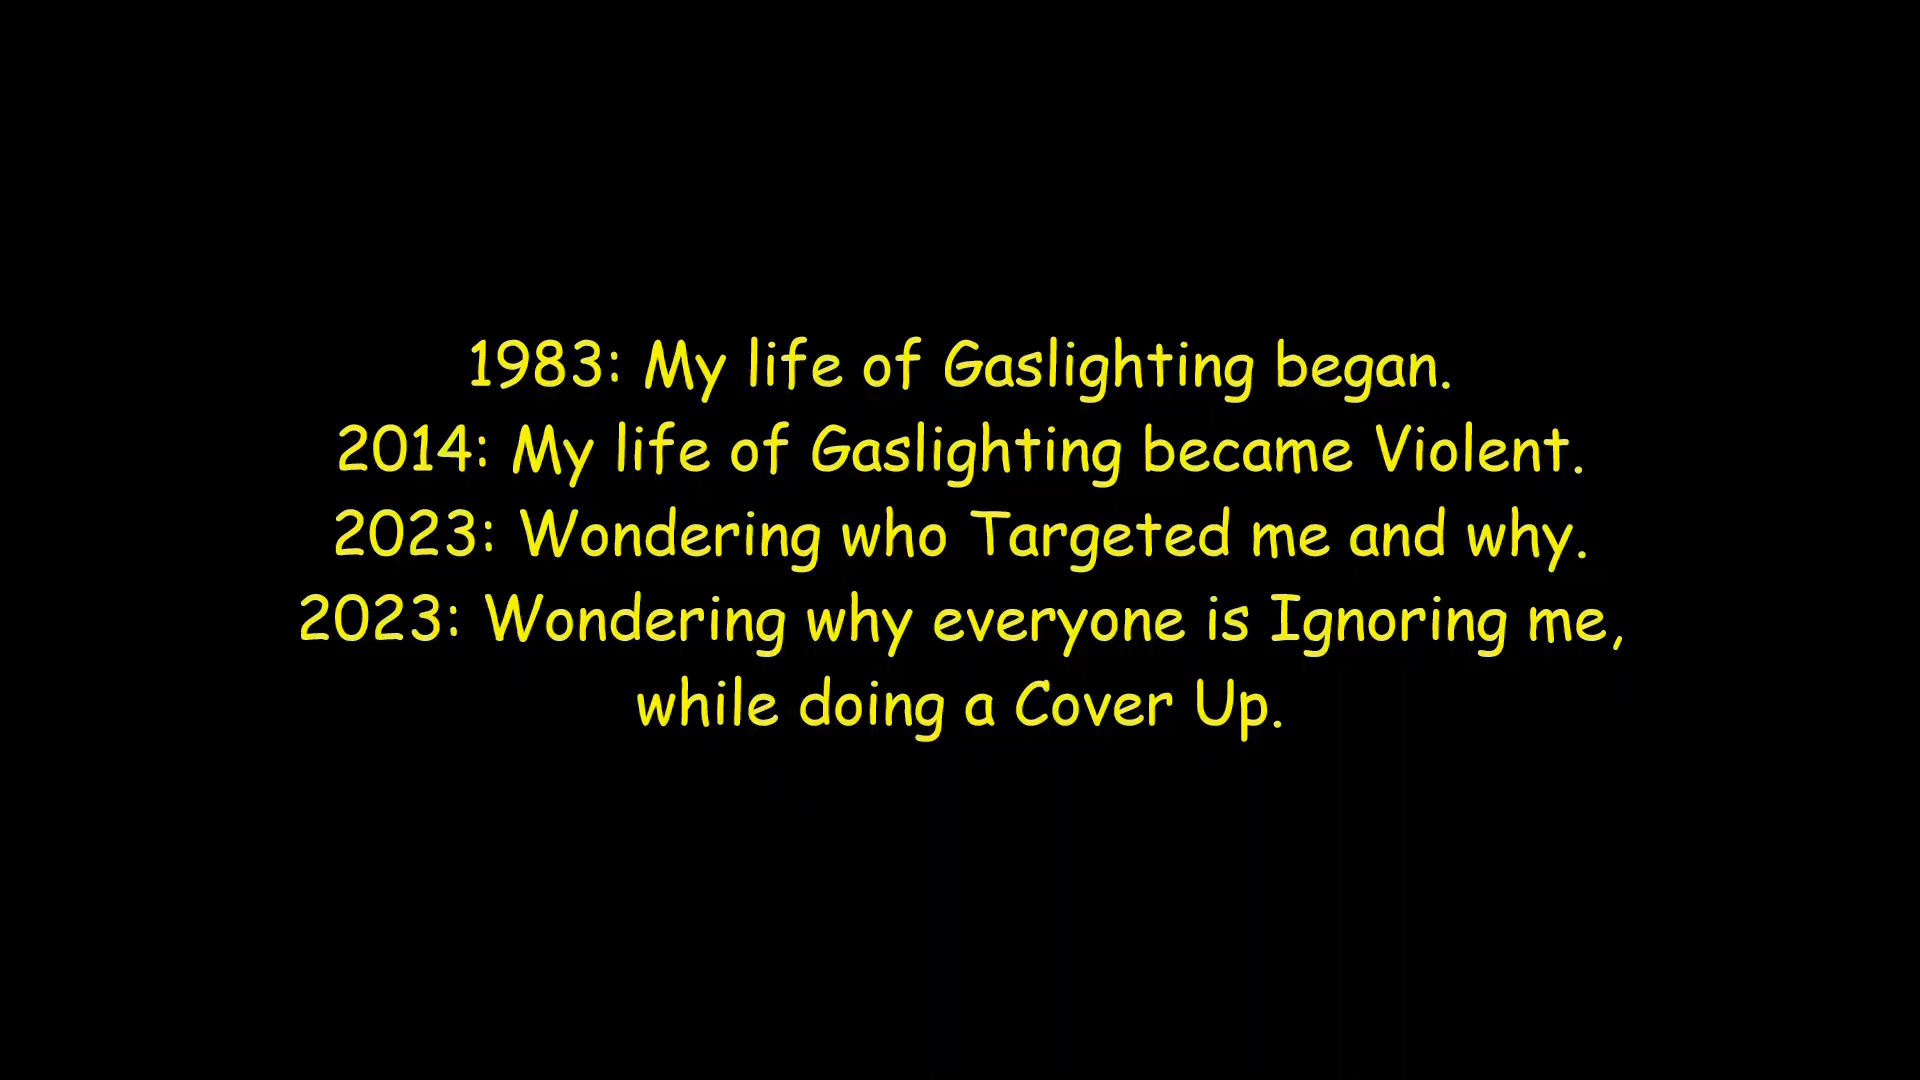 1983: My life of Gaslighting began.
2014: My life of Gaslighting became Violent.
2023: Wondering who Targeted me and why.
2023: Wondering why everyone is Ignoring me,
while doing a Cover Up.